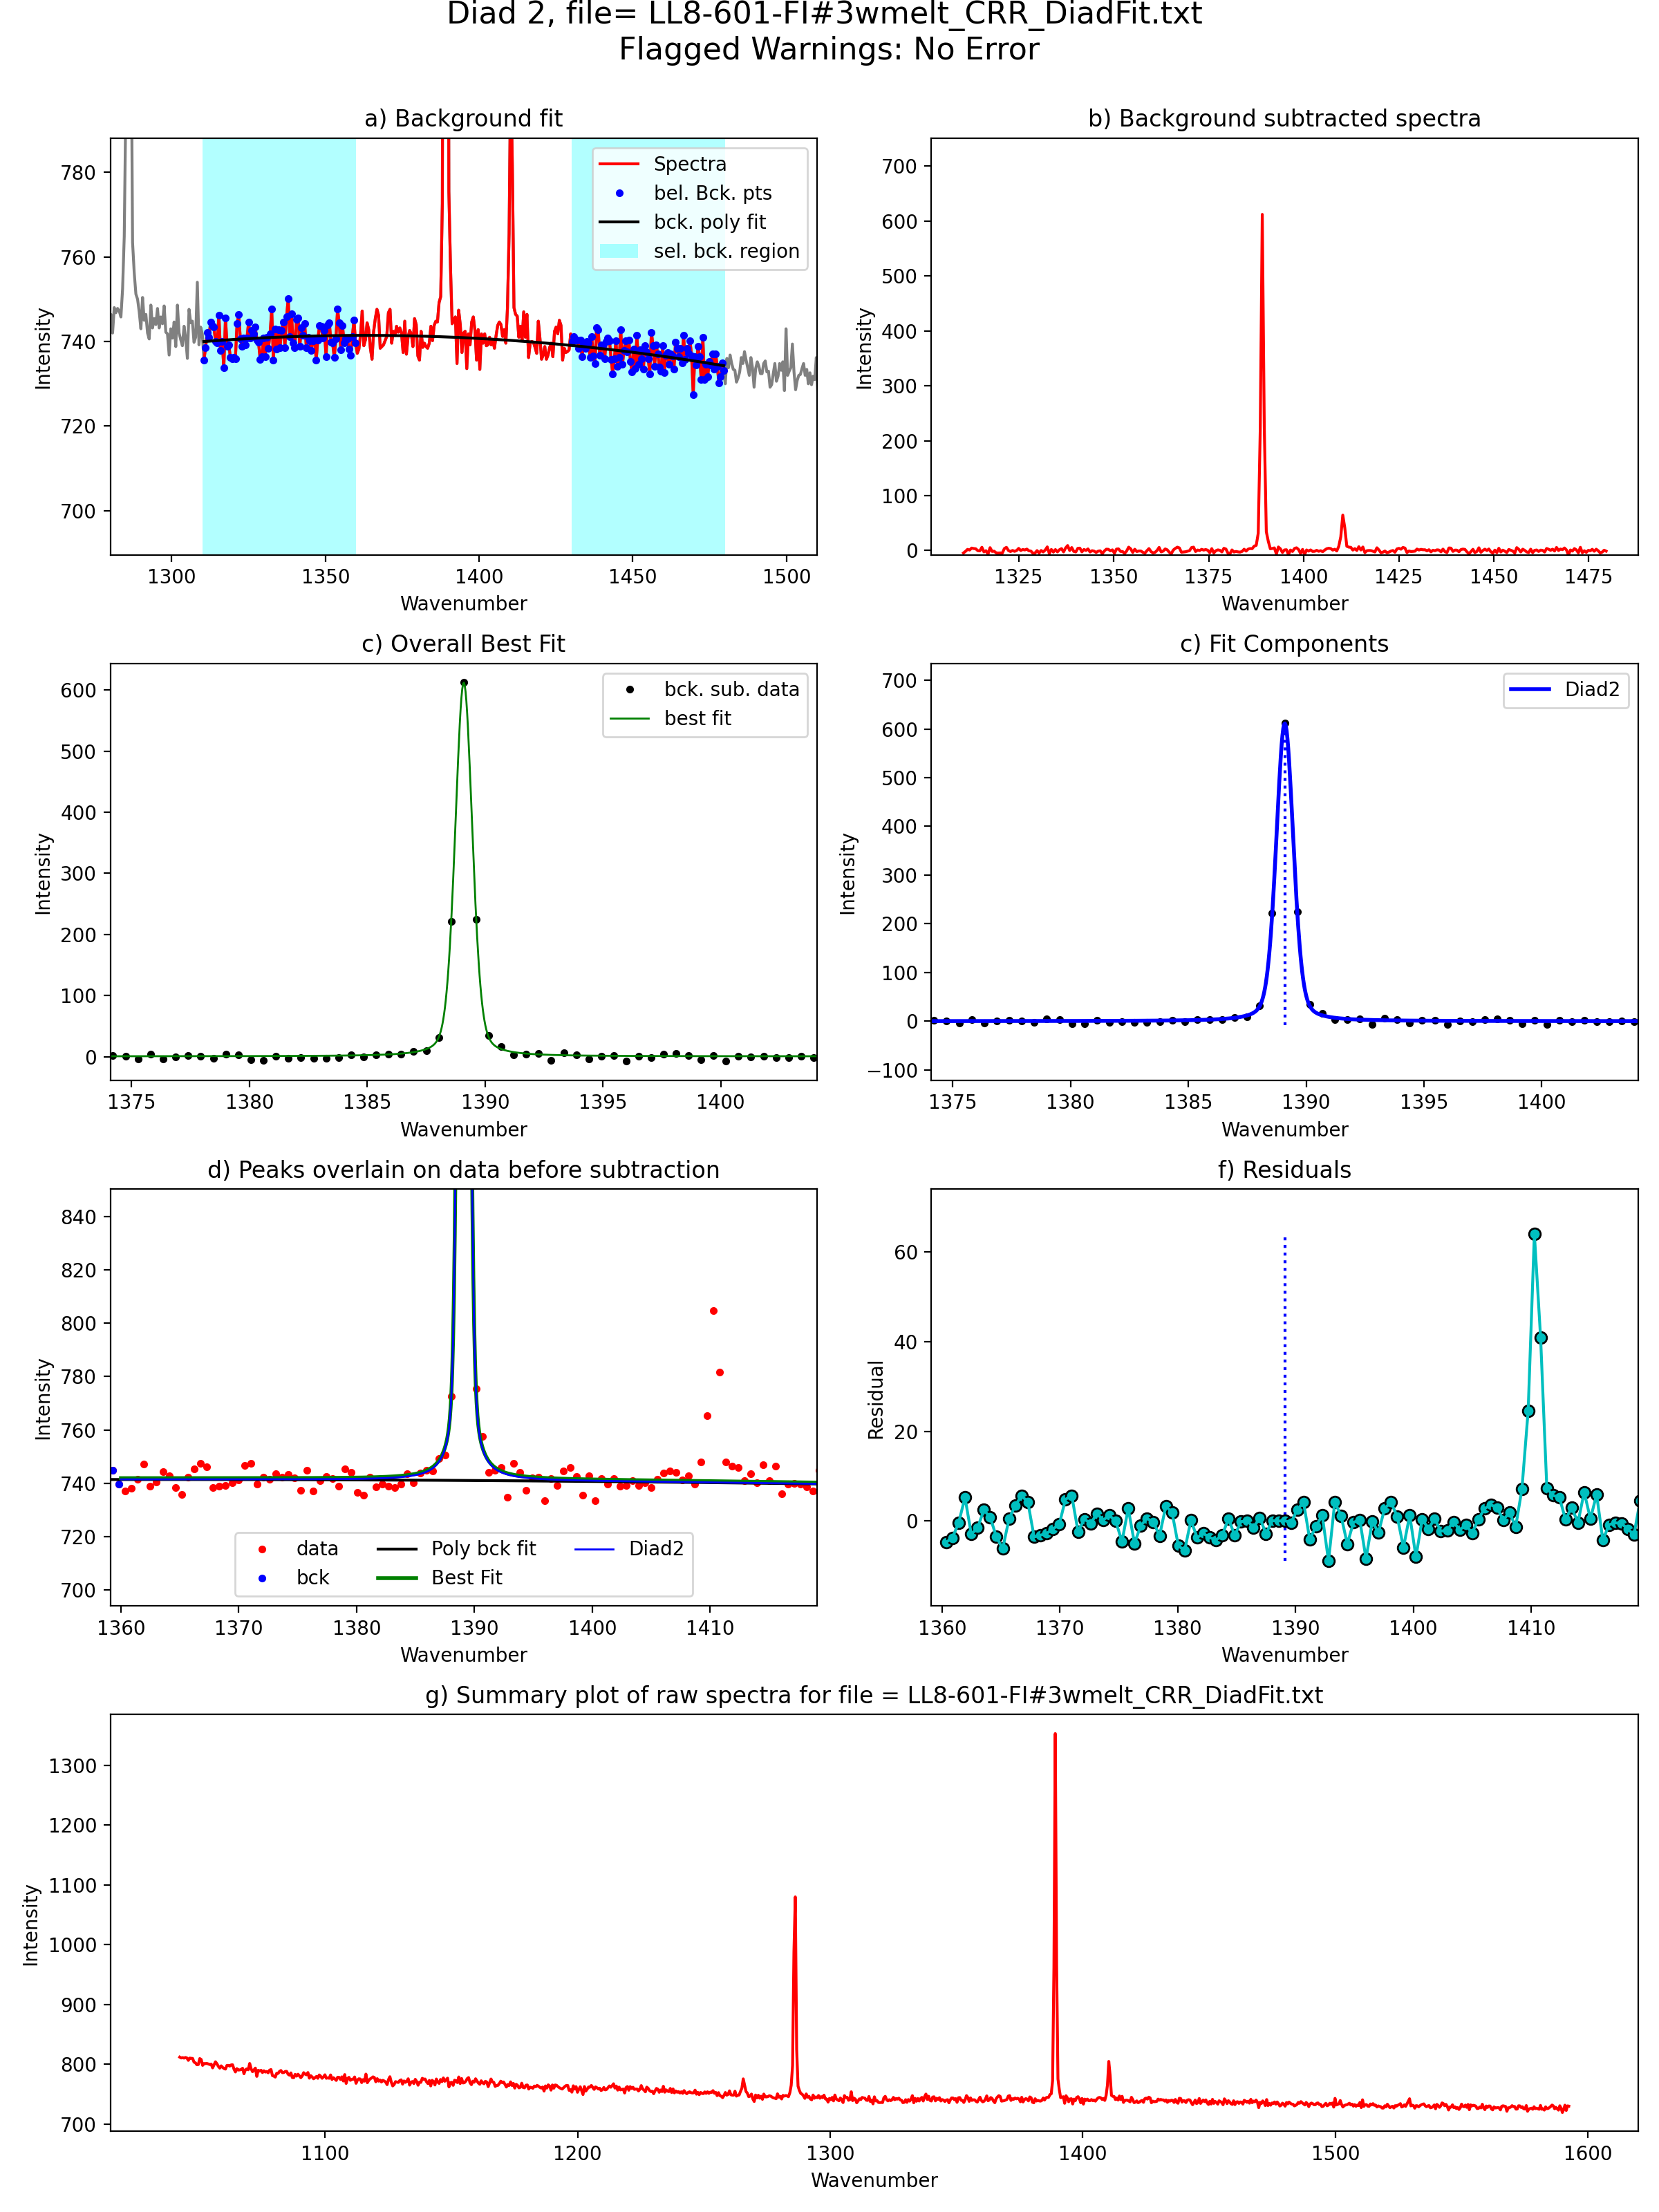 Diad 2, file= LL8-601-FI#3wmelt_CRR_DiadFit.txt
Flagged Warnings: No Error
a) Background fit
Intensity
780
760
740
720
700
Spectra
bel. Bck. pts
bck. poly fit
sel. bck. region
1300 1350 1400 1450 1500
Wavenumber
b) Background subtracted spectra
Intensity
700
600
500
400
300
200
100
0
1325 1350 1375 1400 1425 1450 1475
Wavenumber
c) Overall Best Fit
Intensity
600
500
400
300
200
100
0
bck. sub. data
best fit
1375 1380 1385 1390 1395 1400
Wavenumber
c) Fit Components
Intensity
700
600
500
400
300
200
100
0
−100
Diad2
1375 1380 1385 1390 1395 1400
Wavenumber
d) Peaks overlain on data before subtraction
Intensity
840
820
800
780
760
740
720
700
data
bck
Poly bck fit
Best Fit
Diad2
1360 1370 1380 1390 1400 1410
Wavenumber
f) Residuals
Residual
60
40
20
0
1360 1370 1380 1390 1400 1410
Wavenumber
g) Summary plot of raw spectra for file = LL8-601-FI#3wmelt_CRR_DiadFit.txt
Intensity
1300
1200
1100
1000
900
800
700
1100 1200 1300 1400 1500 1600
Wavenumber